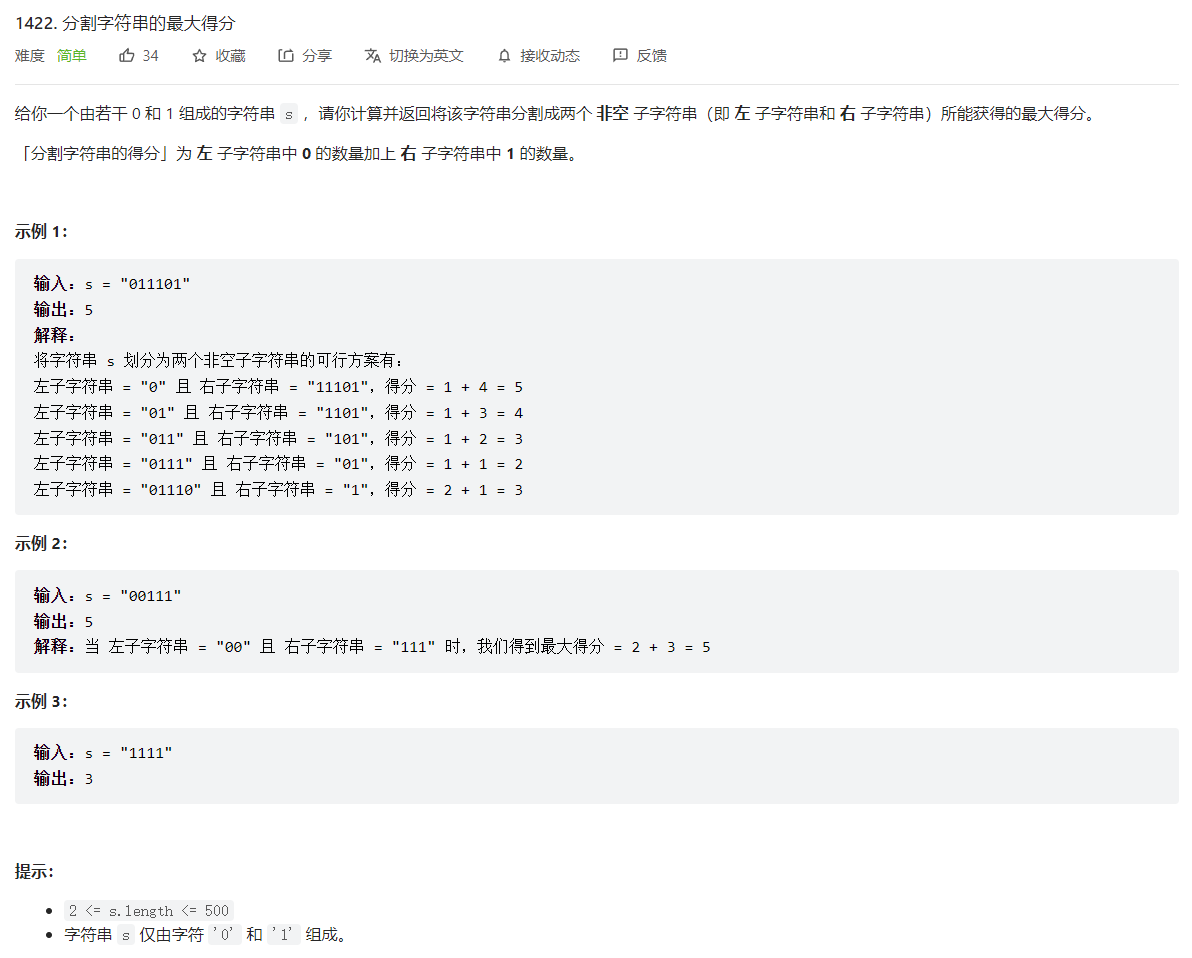 1422. 分割字符串的最大得分
难度 简单 34 收藏 分享 切换为英文 接收动态 反馈
给你一个由若干 0 和 1 组成的字符串 s ，请你计算并返回将该字符串分割成两个 非空 子字符串（即 左 子字符串和 右 子字符串）所能获得的最大得分。
「分割字符串的得分」为 左 子字符串中 0 的数量加上 右 子字符串中 1 的数量。
示例 1：
输入：s = "011101"
输出：5
解释：
将字符串 s 划分为两个非空子字符串的可行方案有：
左子字符串 = "0" 且 右子字符串 = "11101"，得分 = 1 + 4 = 5
左子字符串 = "01" 且 右子字符串 = "1101"，得分 = 1 + 3 = 4
左子字符串 = "011" 且 右子字符串 = "101"，得分 = 1 + 2 = 3
左子字符串 = "0111" 且 右子字符串 = "01"，得分 = 1 + 1 = 2
左子字符串 = "01110" 且 右子字符串 = "1"，得分 = 2 + 1 = 3
示例 2：
输入：s = "00111"
输出：5
解释：当 左子字符串 = "00" 且 右子字符串 = "111" 时，我们得到最大得分 = 2 + 3 = 5
示例 3：
输入：s = "1111"
输出：3
提示：
2 <= s.length <= 500
字符串 s 仅由字符 '0' 和 '1' 组成。